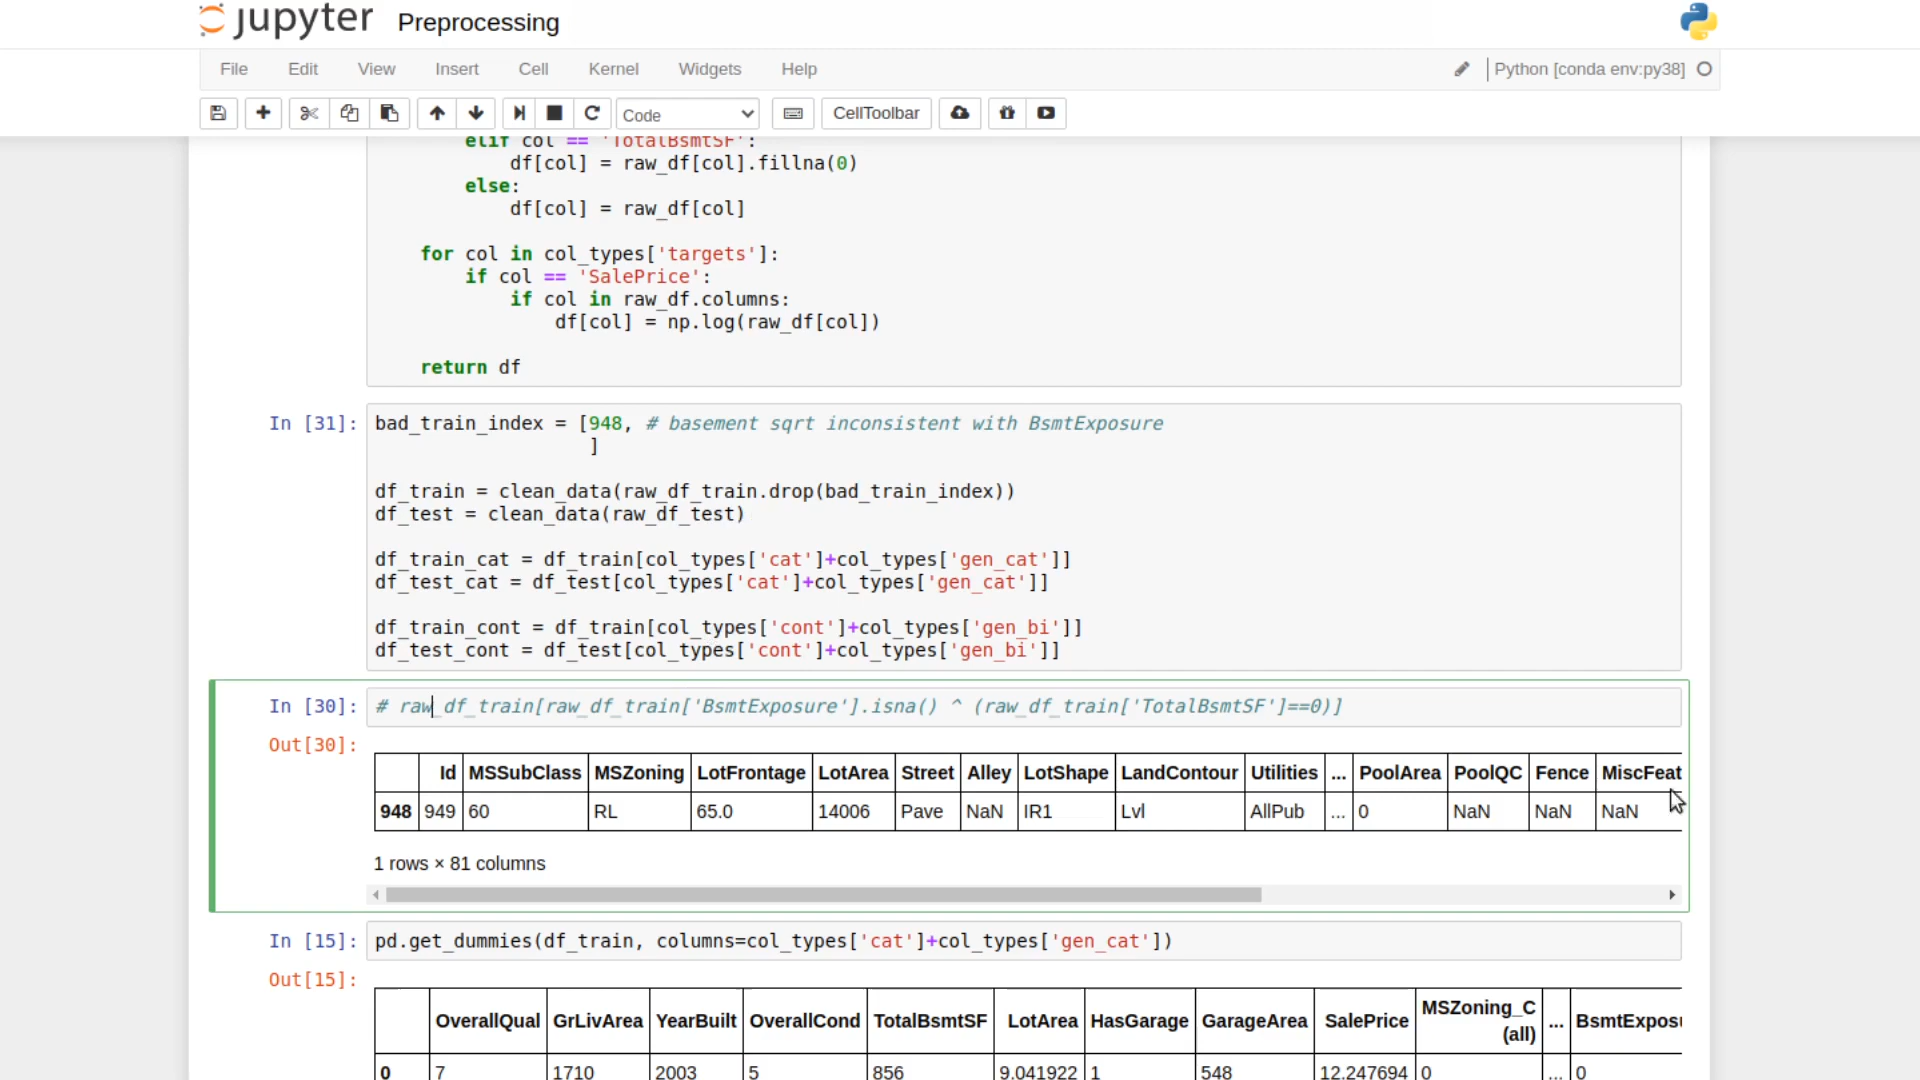 jupyter Preprocessing
File Edit View Insert Cell Kernel Widgets Help Python [conda env:py38]
Code CellToolbar
elif col == 'TotalBsmtSF':
df[col] = raw_df[col].fillna(0)
else:
df[col] = raw_df[col]
for col in col_types['targets']:
if col == 'SalePrice':
if col in raw_df.columns:
df[col] = np.log(raw_df[col])
return df
In [31]: bad_train_index = [948, # basement sqrt inconsistent with BsmtExposure
]
df_train = clean_data(raw_df_train.drop(bad_train_index))
df_test = clean_data(raw_df_test)
df_train_cat = df_train[col_types['cat']+col_types['gen_cat']]
df_test_cat = df_test[col_types['cat']+col_types['gen_cat']]
df_train_cont = df_train[col_types['cont']+col_types['gen_bi']]
df_test_cont = df_test[col_types['cont']+col_types['gen_bi']]
In [30]: # raw_df_train[raw_df_train['BsmtExposure'].isna() ^ (raw_df_train['TotalBsmtSF']==0)]
Out[30]:
Id MSSubClass MSZoning LotFrontage LotArea Street Alley LotShape LandContour Utilities ... PoolArea PoolQC Fence MiscFeat
948 949 60 RL 65.0 14006 Pave NaN IR1 Lvl AllPub ... 0 NaN NaN NaN
1 rows × 81 columns
In [15]: pd.get_dummies(df_train, columns=col_types['cat']+col_types['gen_cat'])
Out[15]:
OverallQual GrLivArea YearBuilt OverallCond TotalBsmtSF LotArea HasGarage GarageArea SalePrice MSZoning_C (all) ... BsmtExpos
0 7 1710 2003 5 856 9.041922 1 548 12.247694 0 ... 0